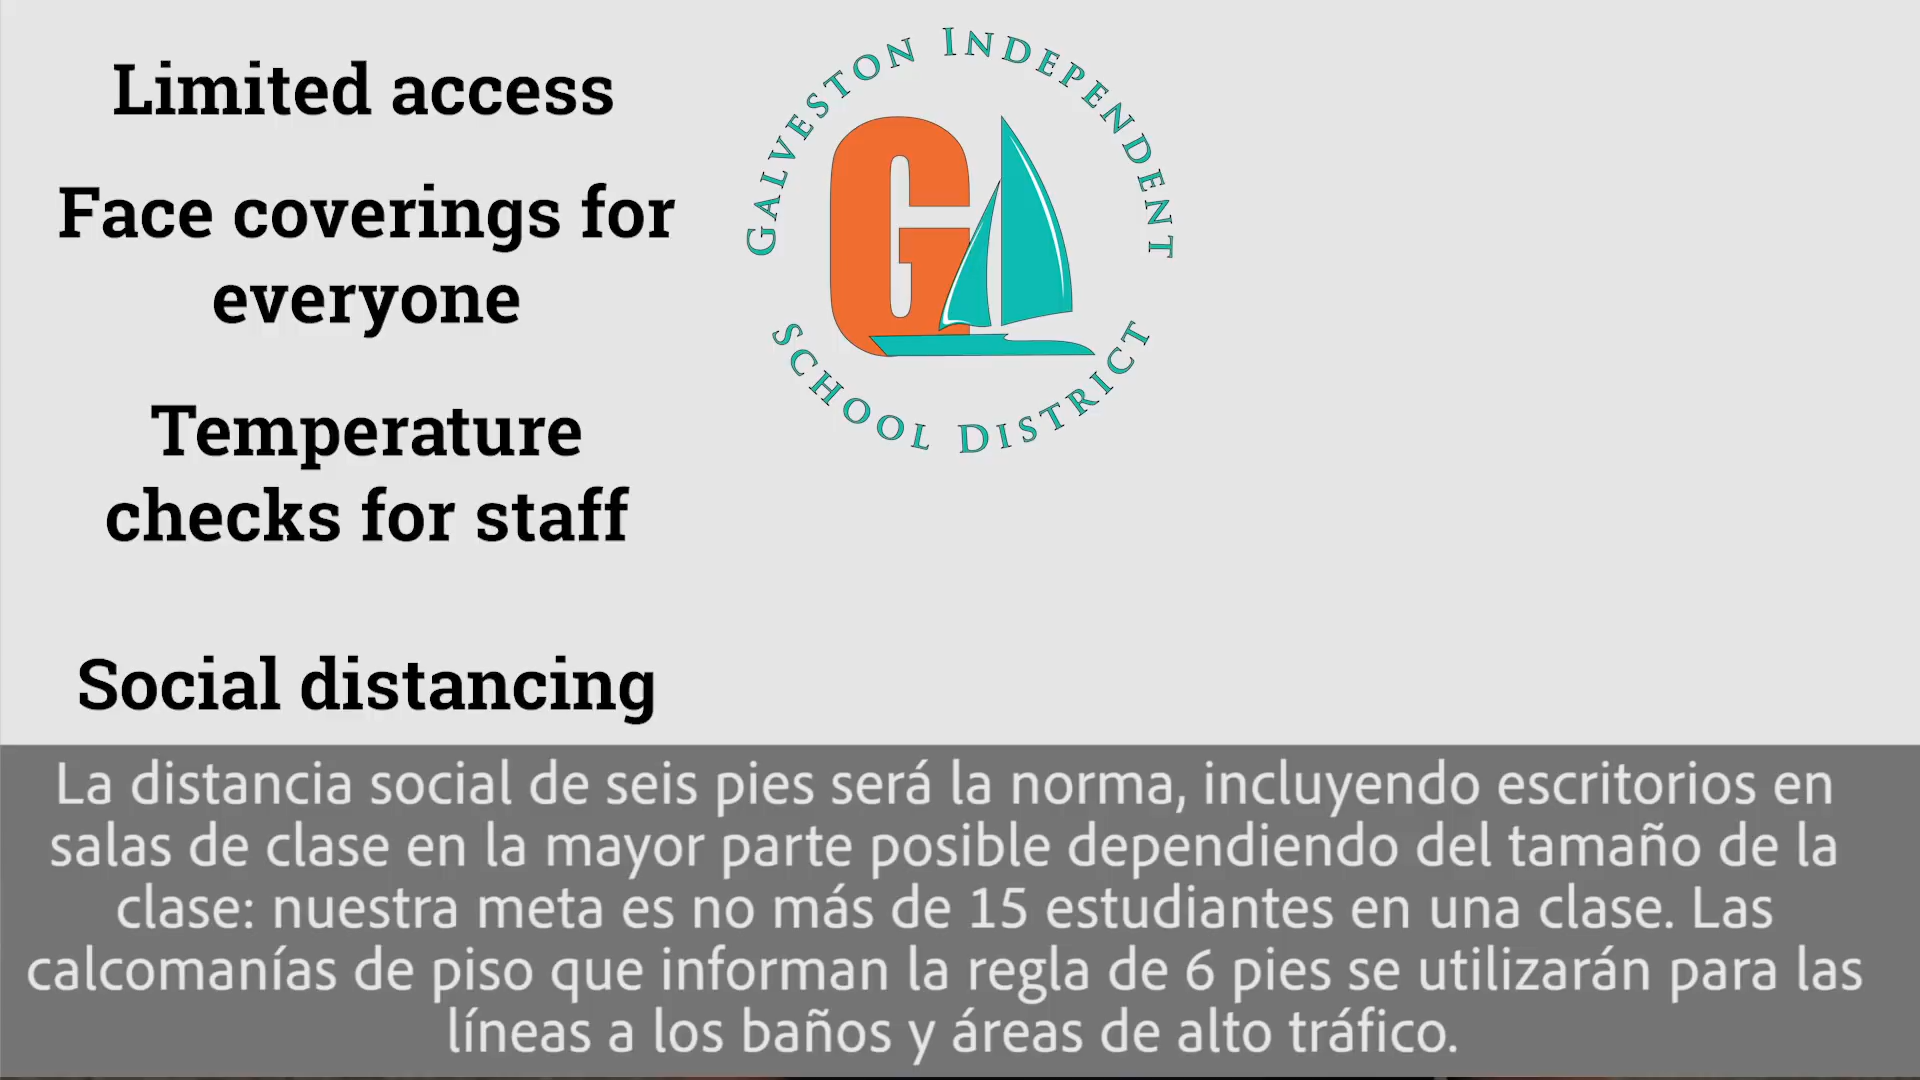 Limited access
Face coverings for
everyone
Temperature
checks for staff
Social distancing
GALVESTON INDEPENDENT
SCHOOL DISTRICT
G
La distancia social de seis pies será la norma, incluyendo escritorios en
salas de clase en la mayor parte posible dependiendo del tamaño de la
clase: nuestra meta es no más de 15 estudiantes en una clase. Las
calcomanías de piso que informan la regla de 6 pies se utilizarán para las
líneas a los baños y áreas de alto tráfico.